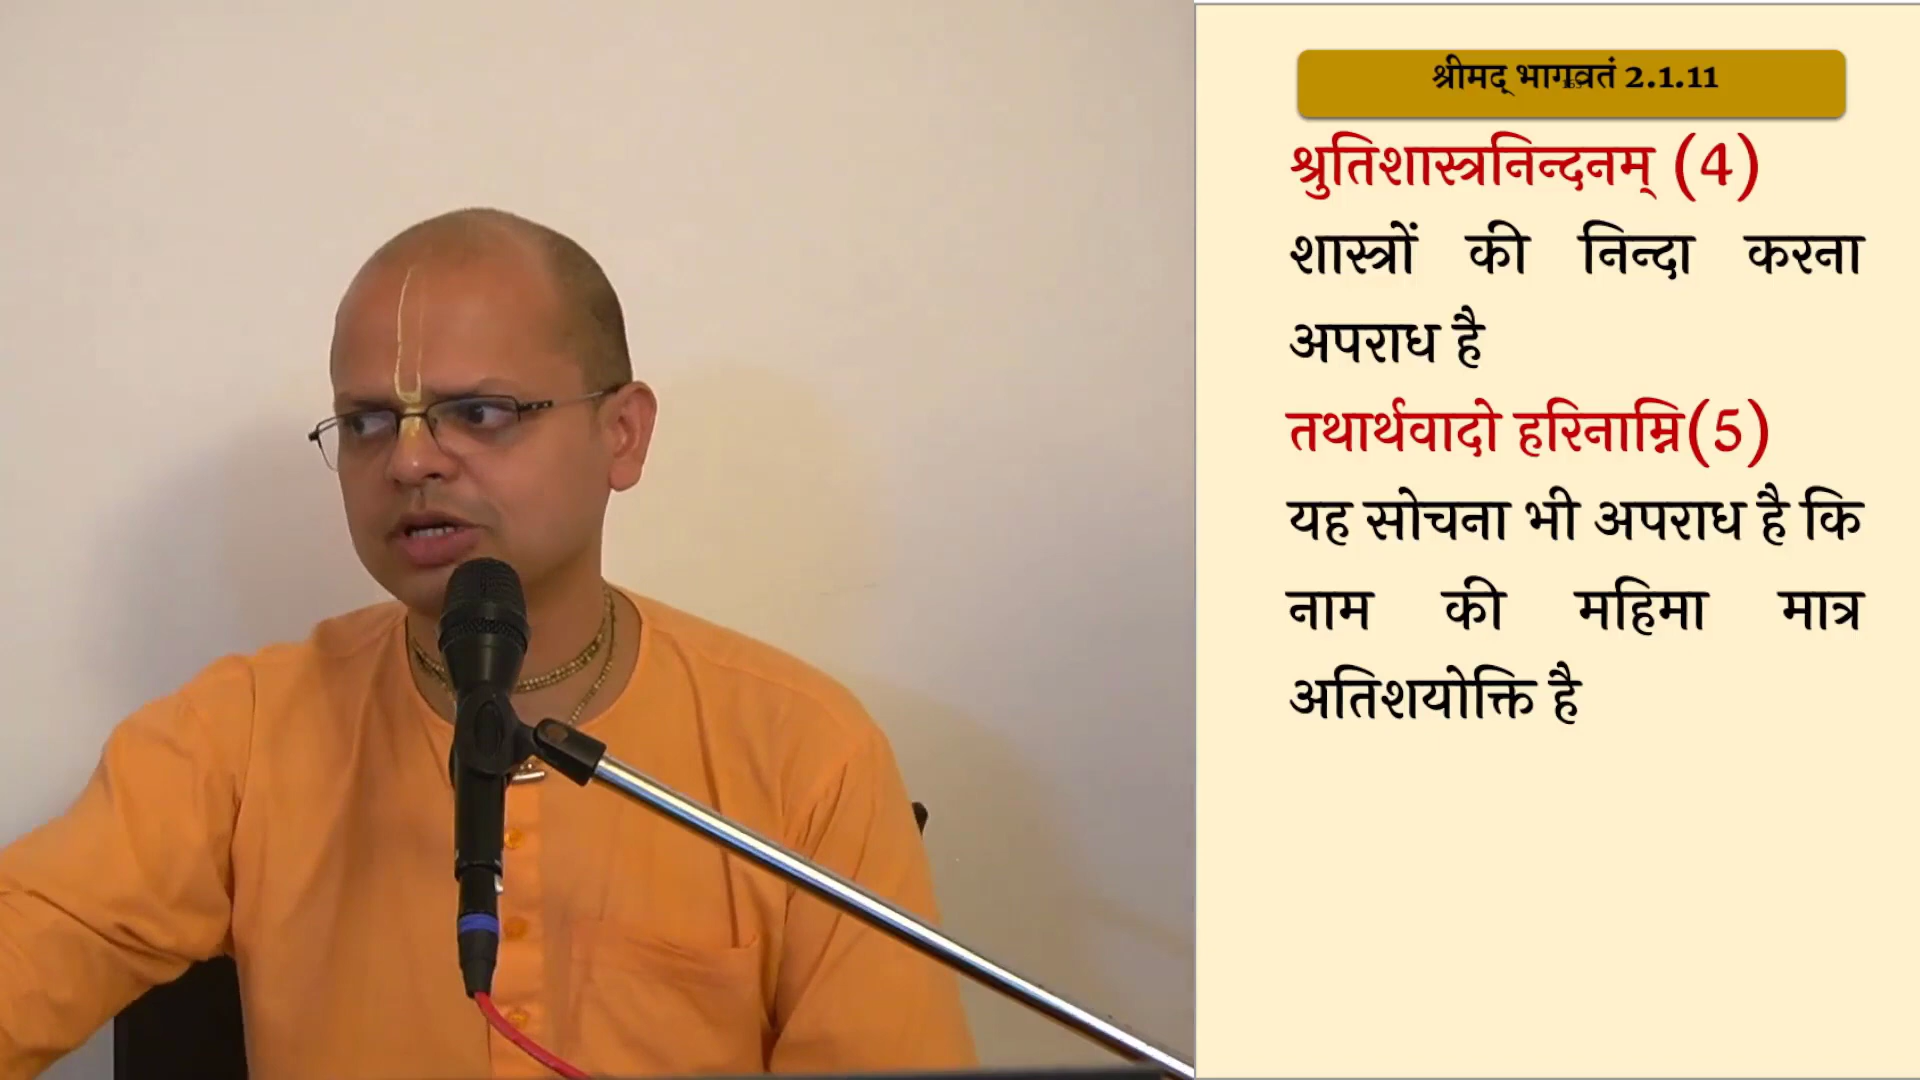 श्रीमद् भागवतं 2.1.11
श्रुतिशास्त्रनिन्दनम् (4)
शास्त्रों की निन्दा करना
अपराध है
तथार्थवादो हरिनाम्नि(5)
यह सोचना भी अपराध है कि
नाम की महिमा मात्र
अतिशयोक्ति है